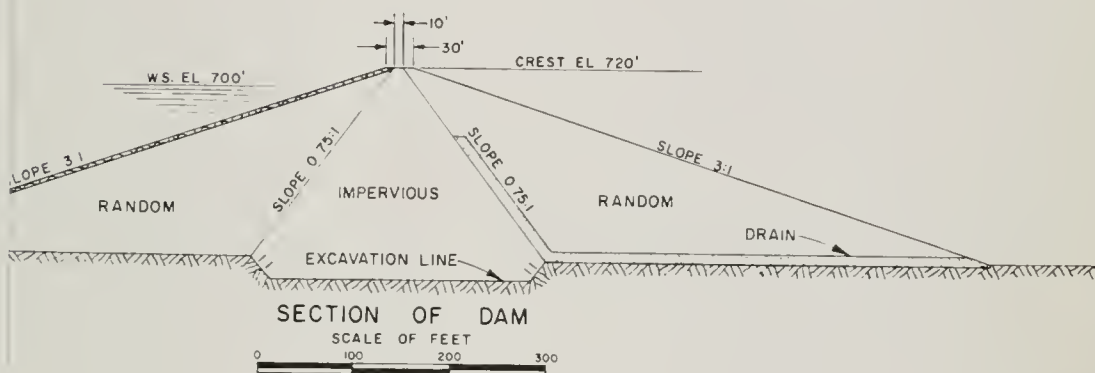 10'
30'
CREST EL 720'
W.S. EL 700'
SLOPE 3:1
SLOPE 0.75:1
SLOPE 0.75:1
SLOPE 3:1
RANDOM
IMPERVIOUS
RANDOM
DRAIN
EXCAVATION LINE
SECTION OF DAM
SCALE OF FEET
0 100 200 300